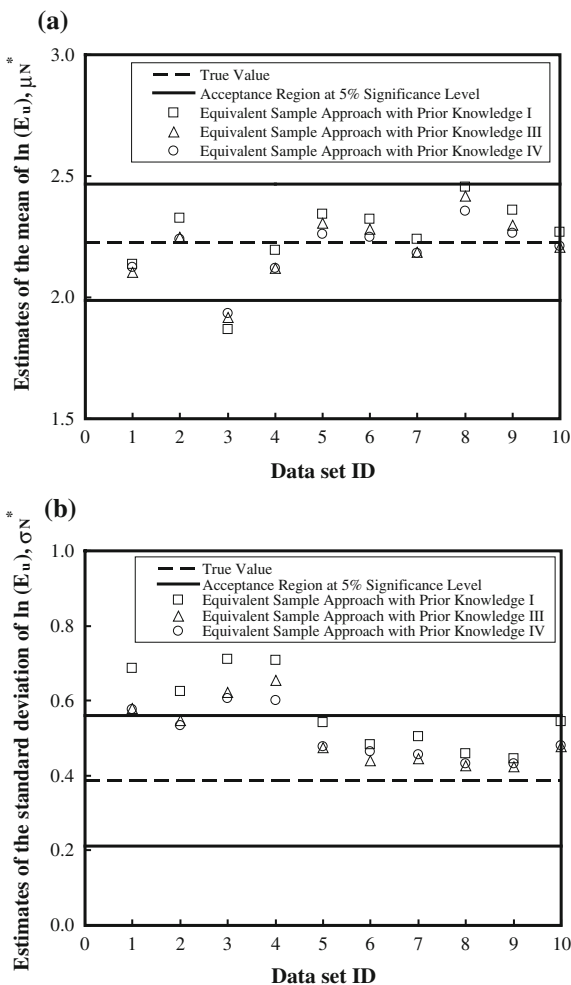 (a)
Estimates of the mean of ln (Eu), μN*
3.0
2.5
2.0
1.5
True Value
Acceptance Region at 5% Significance Level
Equivalent Sample Approach with Prior Knowledge I
Equivalent Sample Approach with Prior Knowledge III
Equivalent Sample Approach with Prior Knowledge IV
0 1 2 3 4 5 6 7 8 9 10
Data set ID
(b)
Estimates of the standard deviation of ln (Eu), σN*
1.0
0.8
0.6
0.4
0.2
0.0
True Value
Acceptance Region at 5% Significance Level
Equivalent Sample Approach with Prior Knowledge I
Equivalent Sample Approach with Prior Knowledge III
Equivalent Sample Approach with Prior Knowledge IV
0 1 2 3 4 5 6 7 8 9 10
Data set ID